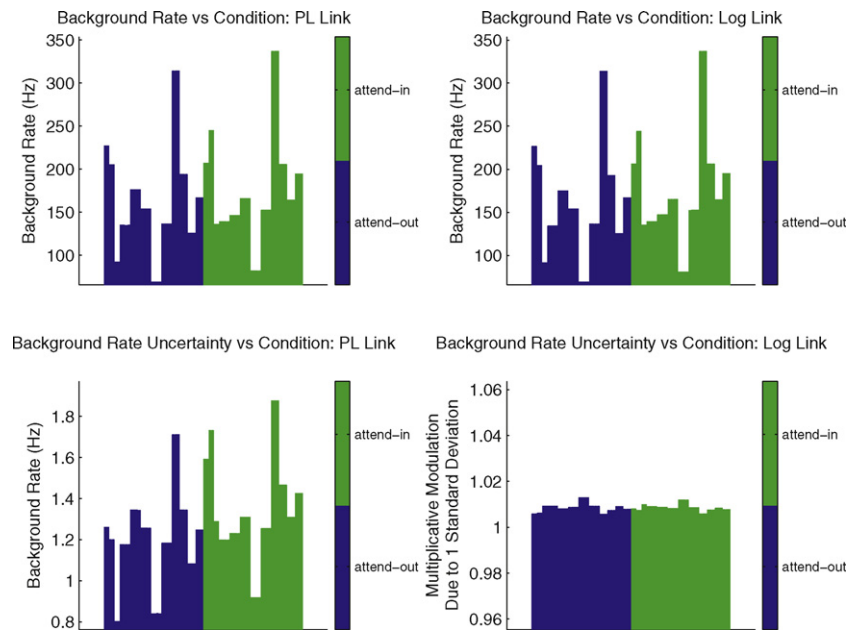 Background Rate vs Condition: PL Link
350
300
250
200
150
100
Background Rate (Hz)
attend−in
attend−out
Background Rate vs Condition: Log Link
350
300
250
200
150
100
Background Rate (Hz)
attend−in
attend−out
Background Rate Uncertainty vs Condition: PL Link
1.8
1.6
1.4
1.2
1
0.8
Background Rate (Hz)
attend−in
attend−out
Background Rate Uncertainty vs Condition: Log Link
1.06
1.04
1.02
1
0.98
0.96
Multiplicative Modulation
Due to 1 Standard Deviation
attend−in
attend−out